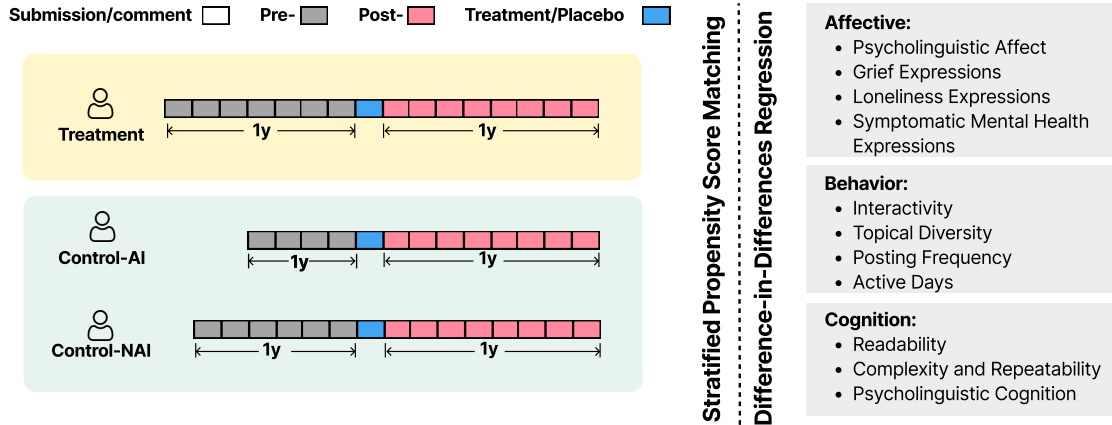 Submission/comment Pre- Post- Treatment/Placebo
Treatment
1y 1y
Control-AI
1y 1y
Control-NAI
1y 1y
Stratified Propensity Score Matching
Difference-in-Differences Regression
Affective:
• Psycholinguistic Affect
• Grief Expressions
• Loneliness Expressions
• Symptomatic Mental Health
Expressions
Behavior:
• Interactivity
• Topical Diversity
• Posting Frequency
• Active Days
Cognition:
• Readability
• Complexity and Repeatability
• Psycholinguistic Cognition